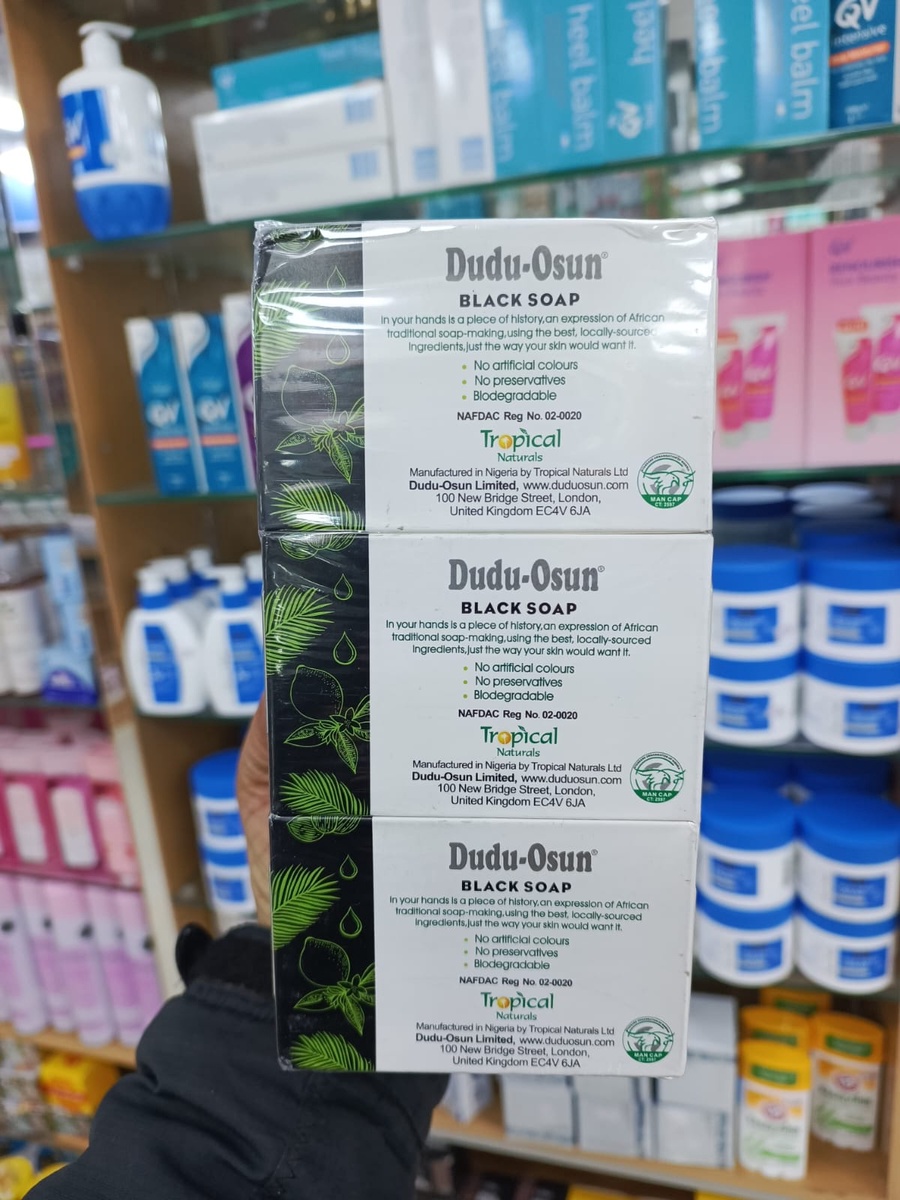 heel balm
heel balm
heel
heel balm
heel balm
QV
intensive
QV
QV
QV
Dudu-Osun®
BLACK SOAP
In your hands is a piece of history,an expression of African
traditional soap-making,using the best, locally-sourced
ingredients,just the way your skin would want it.
• No artificial colours
• No preservatives
• Biodegradable
NAFDAC Reg No. 02-0020
Tropical
Naturals
Manufactured in Nigeria by Tropical Naturals Ltd
Dudu-Osun Limited, www.duduosun.com
100 New Bridge Street, London,
United Kingdom EC4V 6JA
MAN CAP
Dudu-Osun®
BLACK SOAP
In your hands is a piece of history,an expression of African
traditional soap-making,using the best, locally-sourced
ingredients,just the way your skin would want it.
• No artificial colours
• No preservatives
• Biodegradable
NAFDAC Reg No. 02-0020
Tropical
Naturals
Manufactured in Nigeria by Tropical Naturals Ltd
Dudu-Osun Limited, www.duduosun.com
100 New Bridge Street, London,
United Kingdom EC4V 6JA
MAN CAP
Dudu-Osun®
BLACK SOAP
In your hands is a piece of history,an expression of African
traditional soap-making,using the best, locally-sourced
ingredients,just the way your skin would want it.
• No artificial colours
• No preservatives
• Biodegradable
NAFDAC Reg No. 02-0020
Tropical
Naturals
Manufactured in Nigeria by Tropical Naturals Ltd
Dudu-Osun Limited, www.duduosun.com
100 New Bridge Street, London,
United Kingdom EC4V 6JA
MAN CAP